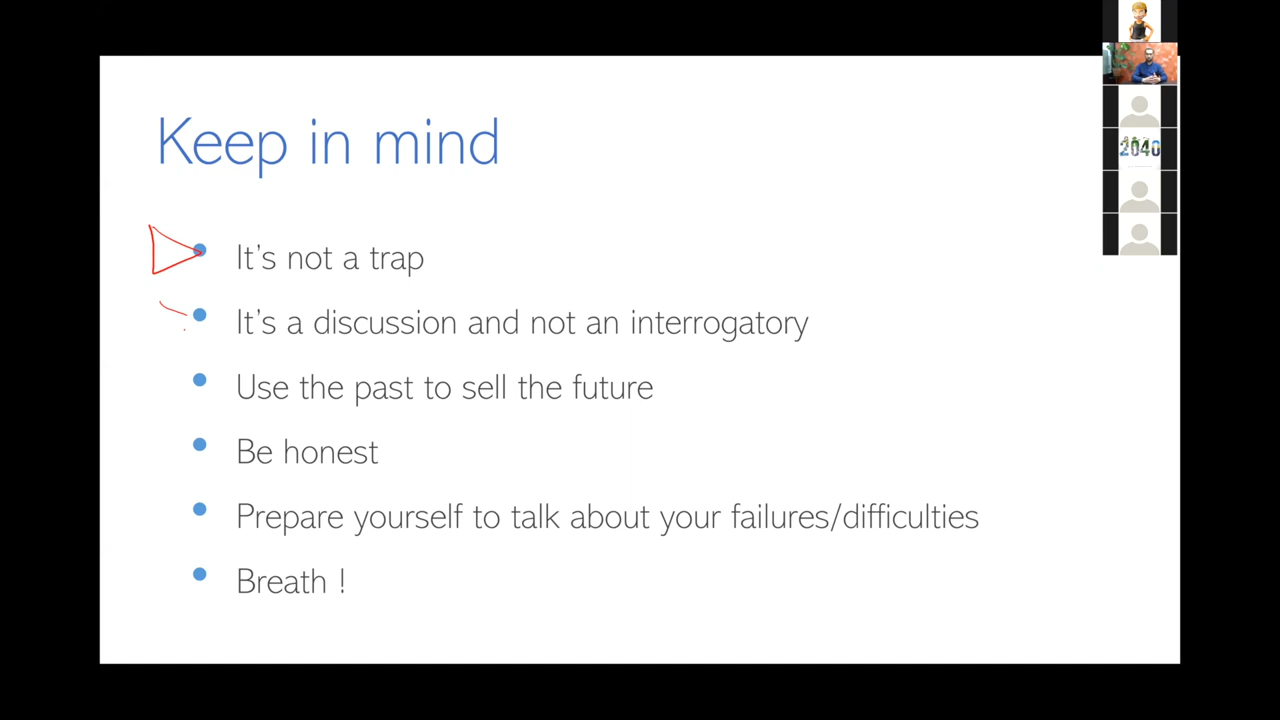 Keep in mind
It's not a trap
It's a discussion and not an interrogatory
Use the past to sell the future
Be honest
Prepare yourself to talk about your failures/difficulties
Breath !
2040